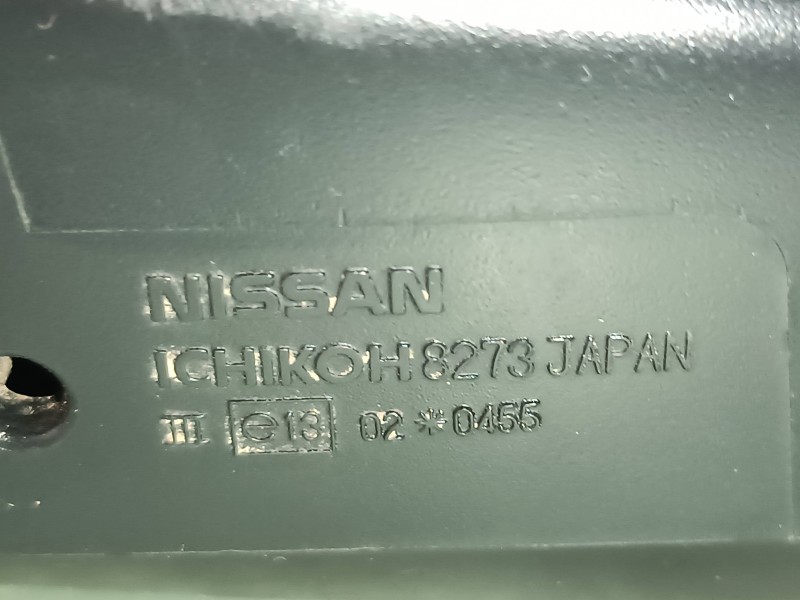 NISSAN
ICHIKOH 8273 JAPAN
III e13 02*0455